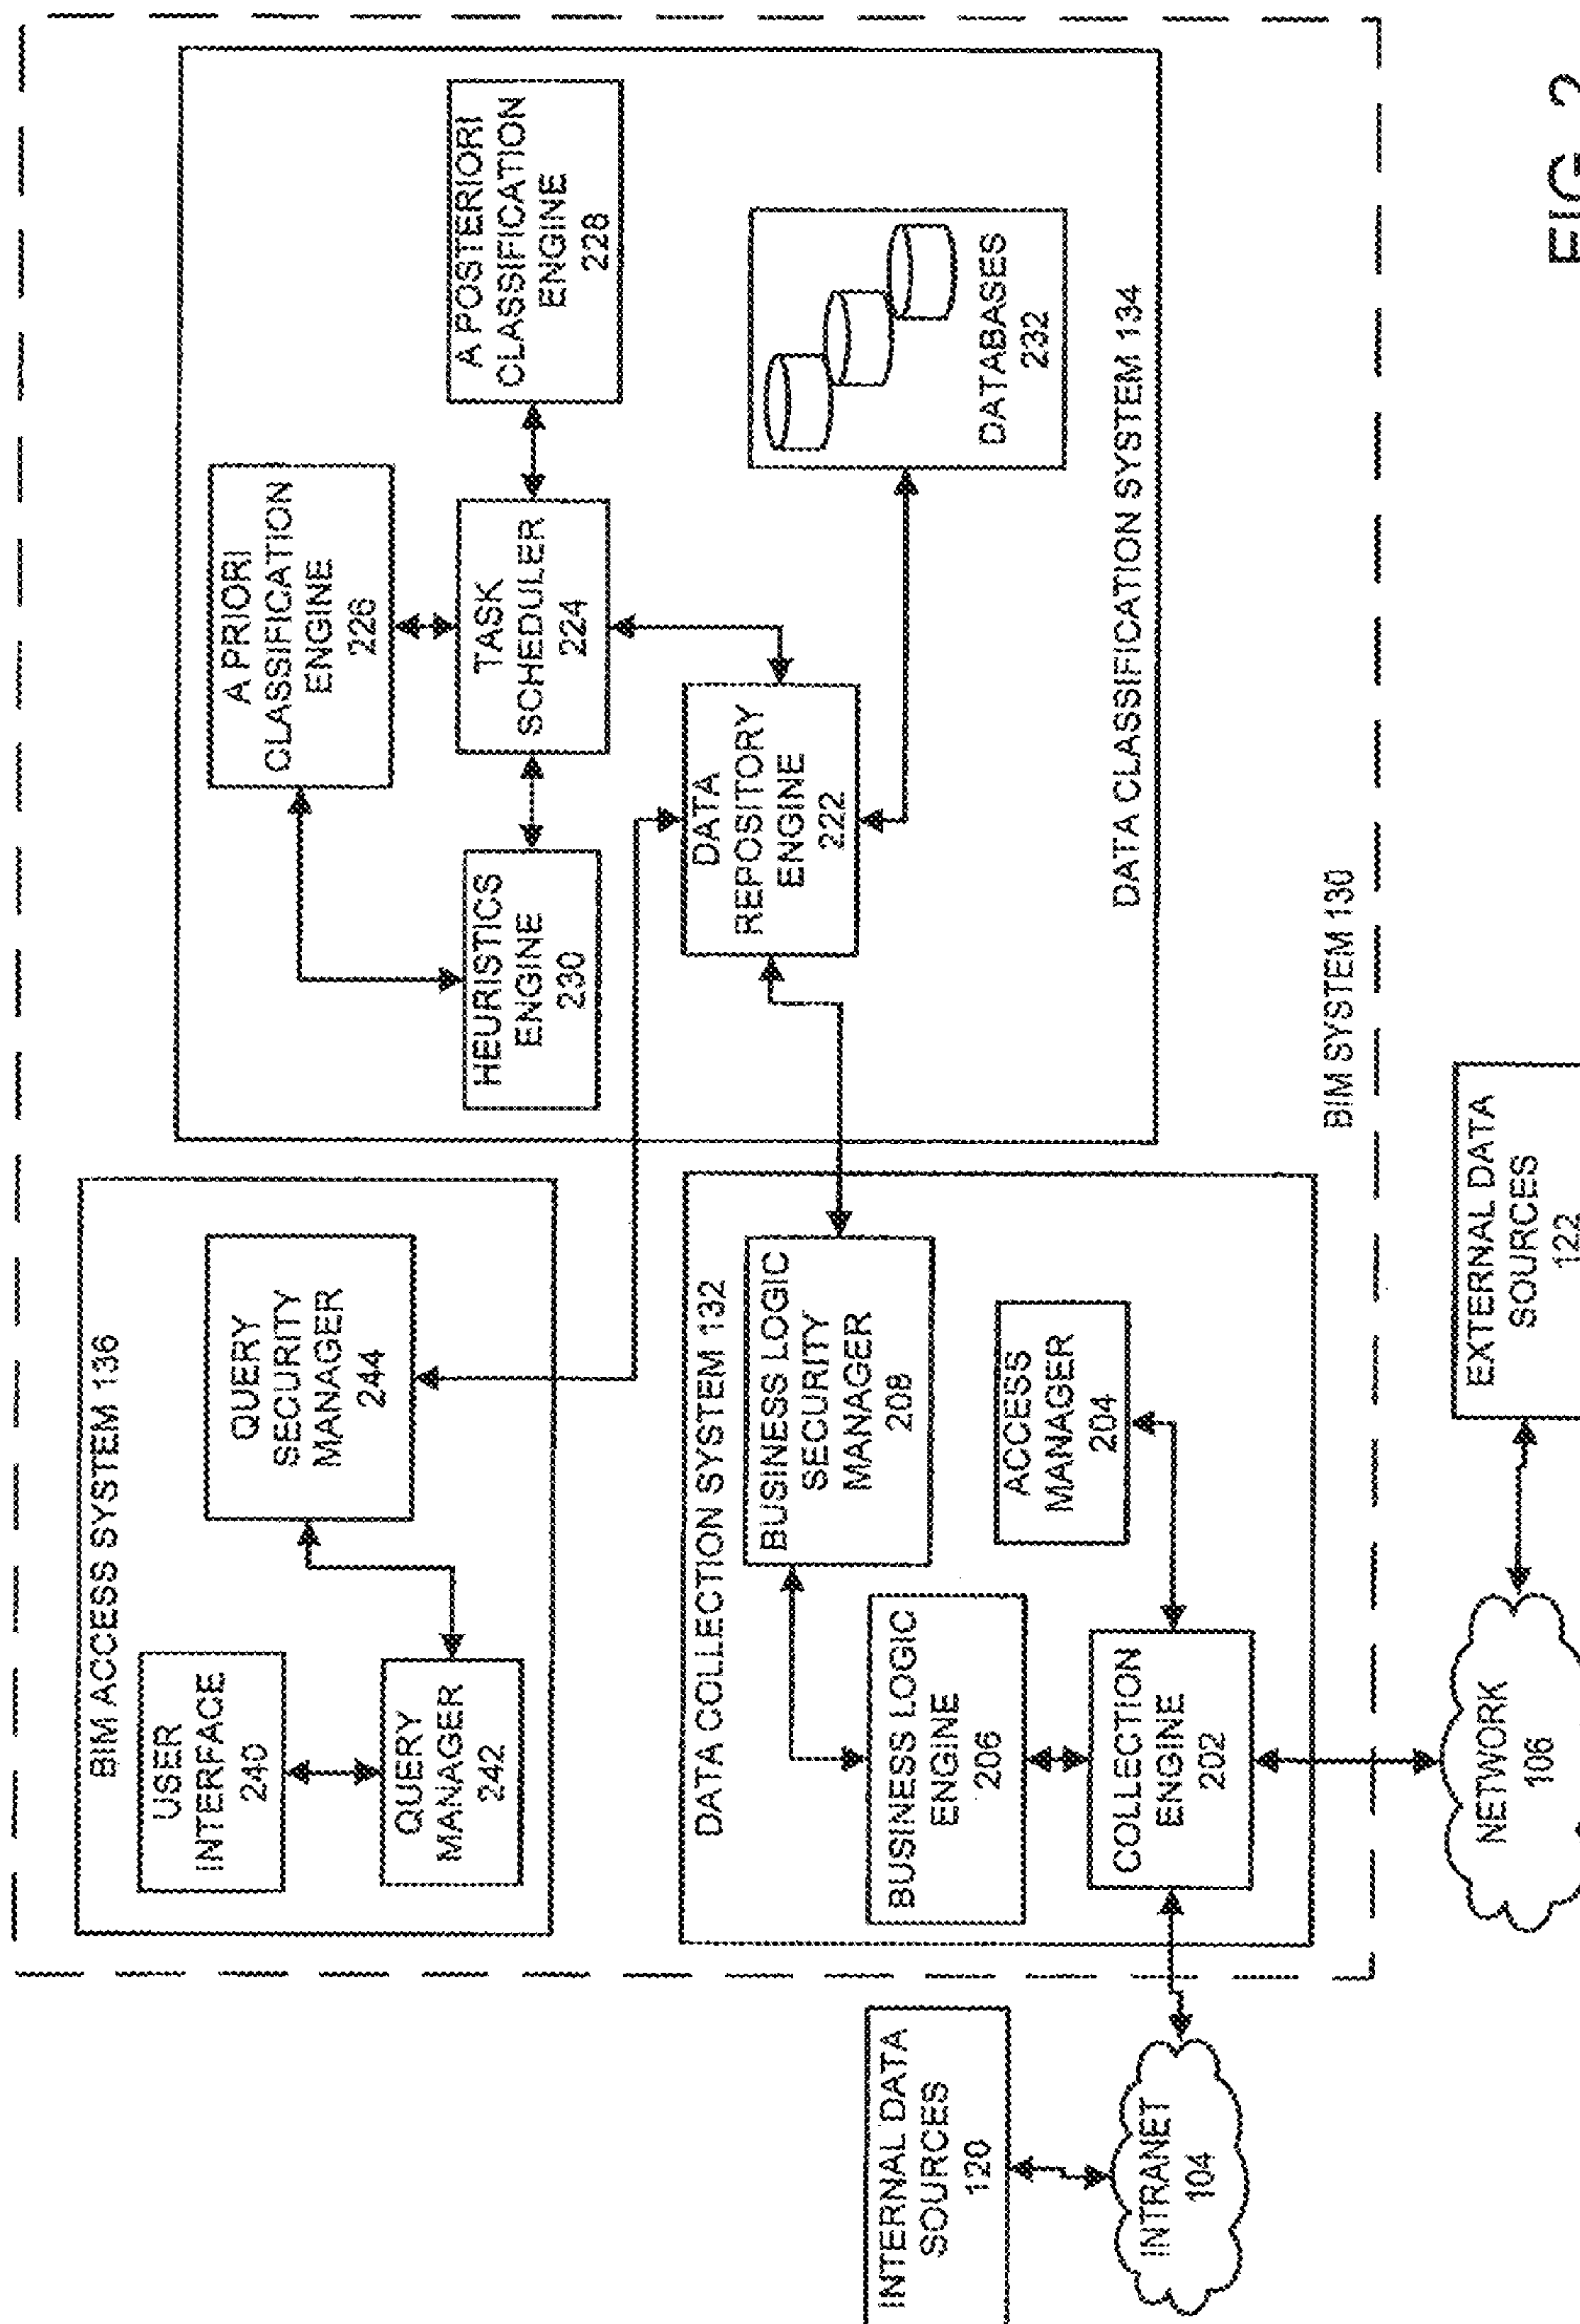 BIM ACCESS SYSTEM 136
USER
INTERFACE
240
QUERY
MANAGER
242
QUERY
SECURITY
MANAGER
244
A PRIORI
CLASSIFICATION
ENGINE
226
HEURISTICS
ENGINE
230
TASK
SCHEDULER
224
A POSTERIORI
CLASSIFICATION
ENGINE
228
DATA
REPOSITORY
ENGINE
222
DATABASES
232
DATA CLASSIFICATION SYSTEM 134
DATA COLLECTION SYSTEM 132
BUSINESS LOGIC
SECURITY
MANAGER
208
BUSINESS LOGIC
ENGINE
206
ACCESS
MANAGER
204
COLLECTION
ENGINE
202
BIM SYSTEM 130
INTERNAL DATA
SOURCES
120
INTRANET
104
NETWORK
106
EXTERNAL DATA
SOURCES
122
FIG. 2